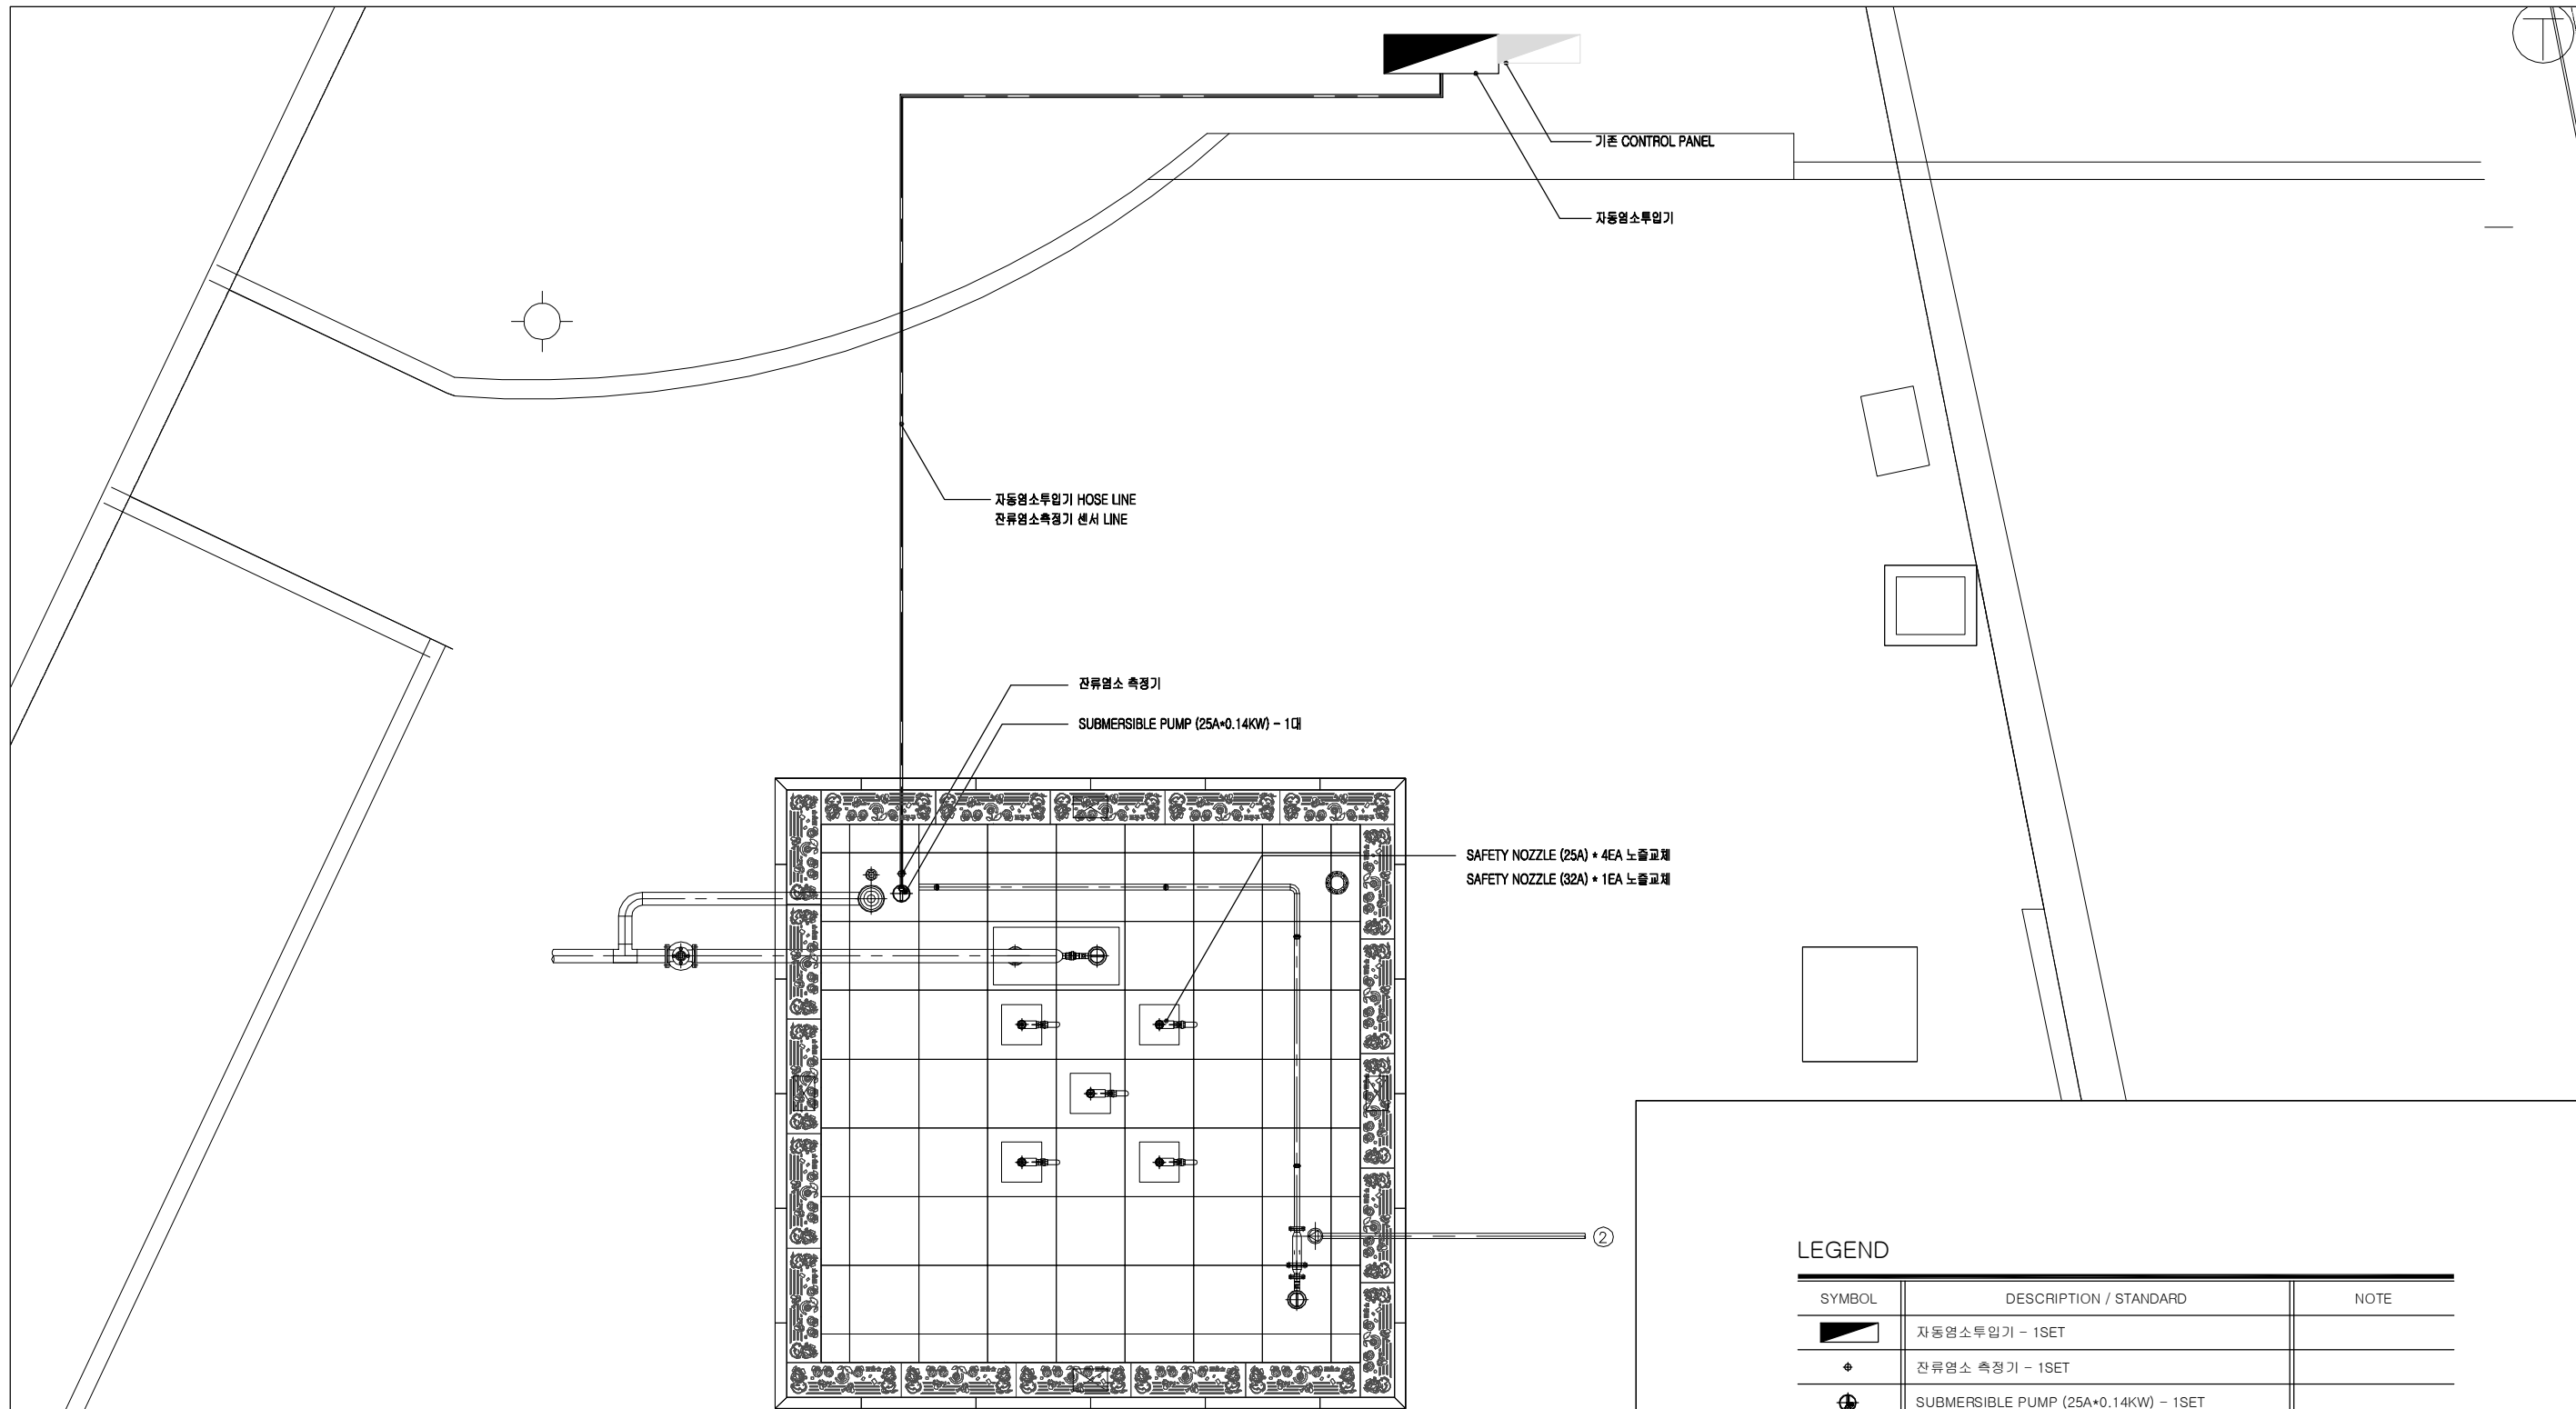 기존 CONTROL PANEL
자동염소투입기
자동염소투입기 HOSE LINE
잔류염소측정기 센서 LINE
잔류염소 측정기
SUBMERSIBLE PUMP (25A*0.14KW) - 1대
SAFETY NOZZLE (25A) * 4EA 노즐교체
SAFETY NOZZLE (32A) * 1EA 노즐교체
②
LEGEND
SYMBOL DESCRIPTION / STANDARD NOTE
자동염소투입기 - 1SET
잔류염소 측정기 - 1SET
SUBMERSIBLE PUMP (25A*0.14KW) - 1SET